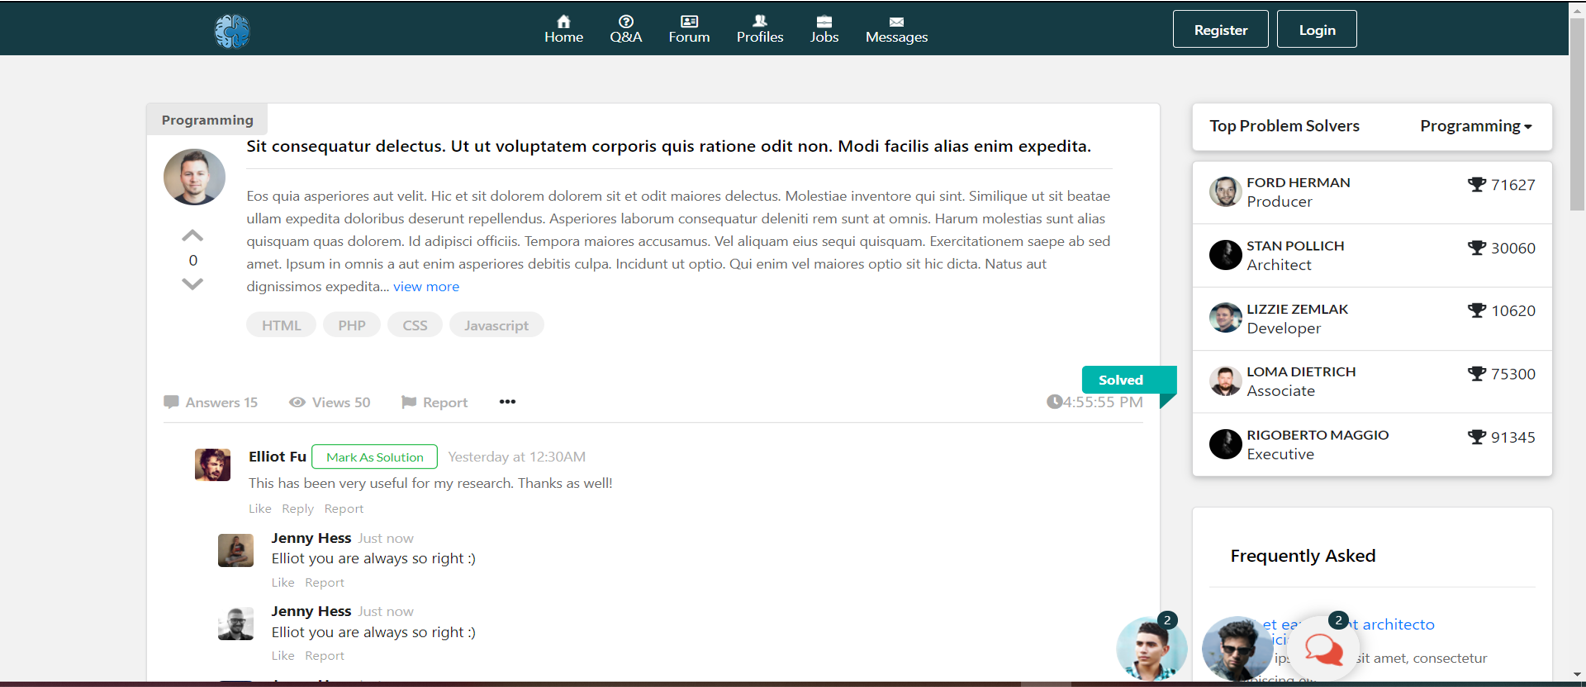 Home Q&A Forum Profiles Jobs Messages Register Login
Programming
Sit consequatur delectus. Ut ut voluptatem corporis quis ratione odit non. Modi facilis alias enim expedita.
Eos quia asperiores aut velit. Hic et sit dolorem dolorem sit et odit maiores delectus. Molestiae inventore qui sint. Similique ut sit beatae
ullam expedita doloribus deserunt repellendus. Asperiores laborum consequatur deleniti rem sunt at omnis. Harum molestias sunt alias
quisquam quas dolorem. Id adipisci officiis. Tempora maiores accusamus. Vel aliquam eius sequi quisquam. Exercitationem saepe ab sed
amet. Ipsum in omnis a aut enim asperiores debitis culpa. Incidunt ut optio. Qui enim vel maiores optio sit hic dicta. Natus aut
dignissimos expedita... view more
0
HTML PHP CSS Javascript
Solved
Answers 15 Views 50 Report ••• 4:55:55 PM
Elliot Fu Mark As Solution Yesterday at 12:30AM
This has been very useful for my research. Thanks as well!
Like Reply Report
Jenny Hess Just now
Elliot you are always so right :)
Like Report
Jenny Hess Just now
Elliot you are always so right :)
Like Report
Top Problem Solvers Programming
FORD HERMAN 71627
Producer
STAN POLLICH 30060
Architect
LIZZIE ZEMLAK 10620
Developer
LOMA DIETRICH 75300
Associate
RIGOBERTO MAGGIO 91345
Executive
Frequently Asked
2 2
et architecto
sit amet, consectetur